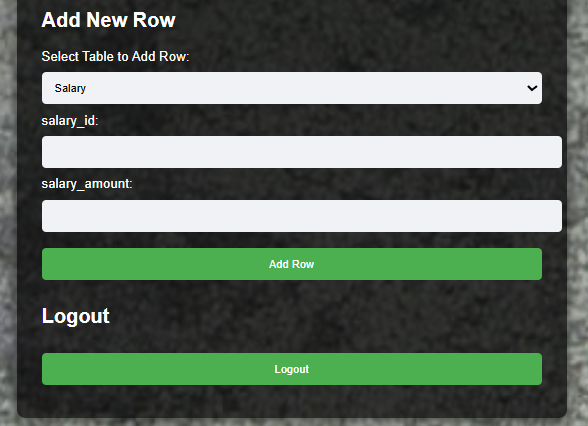 Add New Row
Select Table to Add Row:
Salary
salary_id:
salary_amount:
Add Row
Logout
Logout